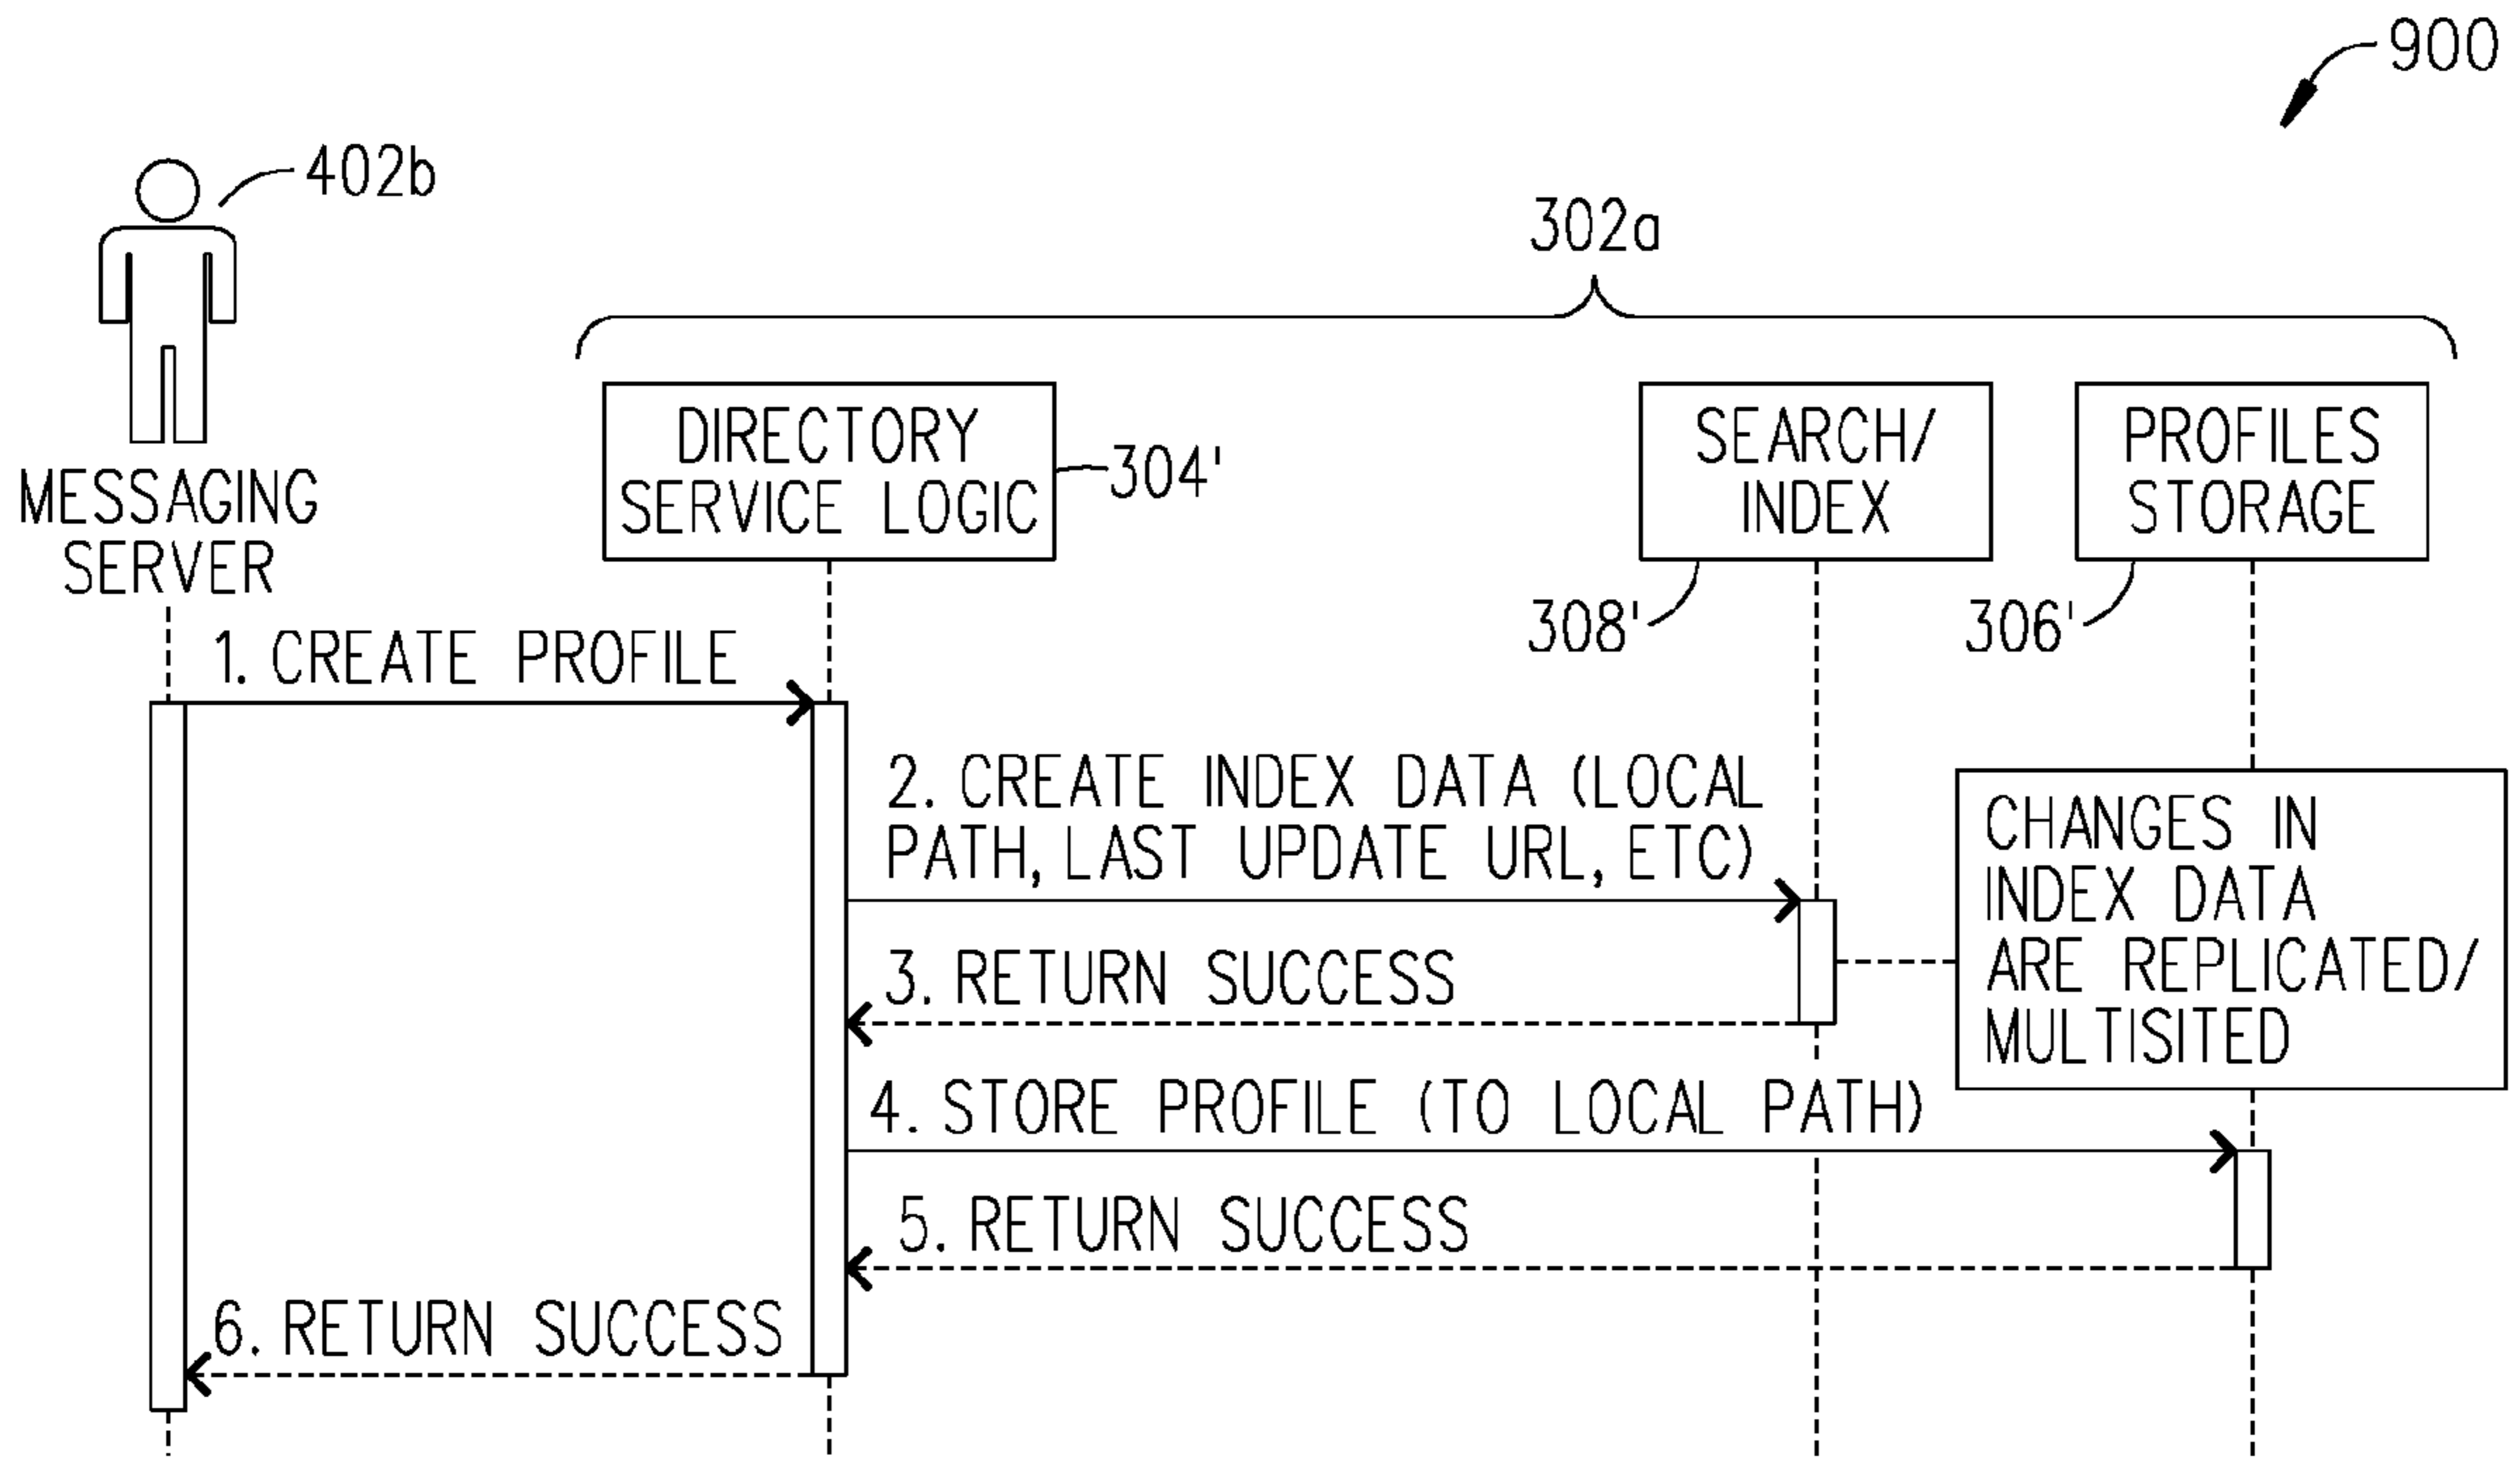 900
402b
302a
DIRECTORY
SERVICE LOGIC
304'
SEARCH/
INDEX
PROFILES
STORAGE
MESSAGING
SERVER
308'
306'
1. CREATE PROFILE
2. CREATE INDEX DATA (LOCAL
PATH, LAST UPDATE URL, ETC)
CHANGES IN
INDEX DATA
ARE REPLICATED/
MULTISITED
3. RETURN SUCCESS
4. STORE PROFILE (TO LOCAL PATH)
5. RETURN SUCCESS
6. RETURN SUCCESS